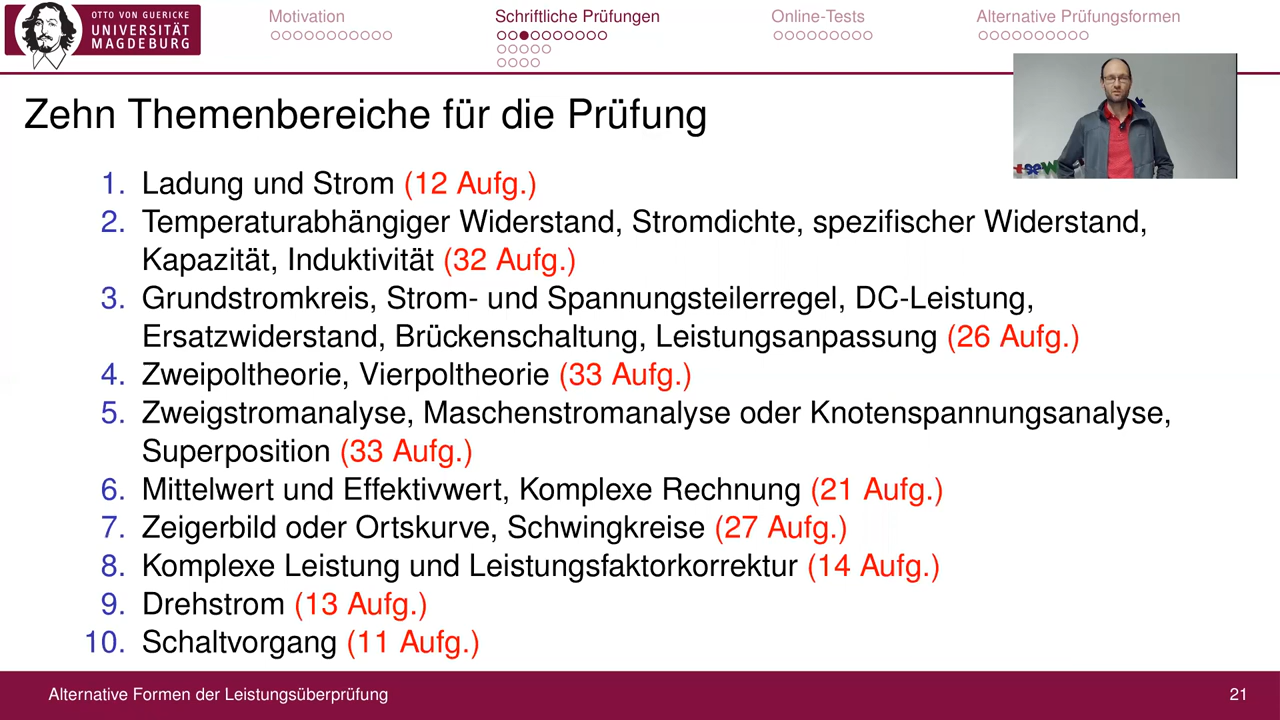 OTTO VON GUERICKE
UNIVERSITÄT
MAGDEBURG
Motivation
Schriftliche Prüfungen
Online-Tests
Alternative Prüfungsformen
Zehn Themenbereiche für die Prüfung
1. Ladung und Strom (12 Aufg.)
2. Temperaturabhängiger Widerstand, Stromdichte, spezifischer Widerstand,
Kapazität, Induktivität (32 Aufg.)
3. Grundstromkreis, Strom- und Spannungsteilerregel, DC-Leistung,
Ersatzwiderstand, Brückenschaltung, Leistungsanpassung (26 Aufg.)
4. Zweipoltheorie, Vierpoltheorie (33 Aufg.)
5. Zweigstromanalyse, Maschenstromanalyse oder Knotenspannungsanalyse,
Superposition (33 Aufg.)
6. Mittelwert und Effektivwert, Komplexe Rechnung (21 Aufg.)
7. Zeigerbild oder Ortskurve, Schwingkreise (27 Aufg.)
8. Komplexe Leistung und Leistungsfaktorkorrektur (14 Aufg.)
9. Drehstrom (13 Aufg.)
10. Schaltvorgang (11 Aufg.)
Alternative Formen der Leistungsüberprüfung
21